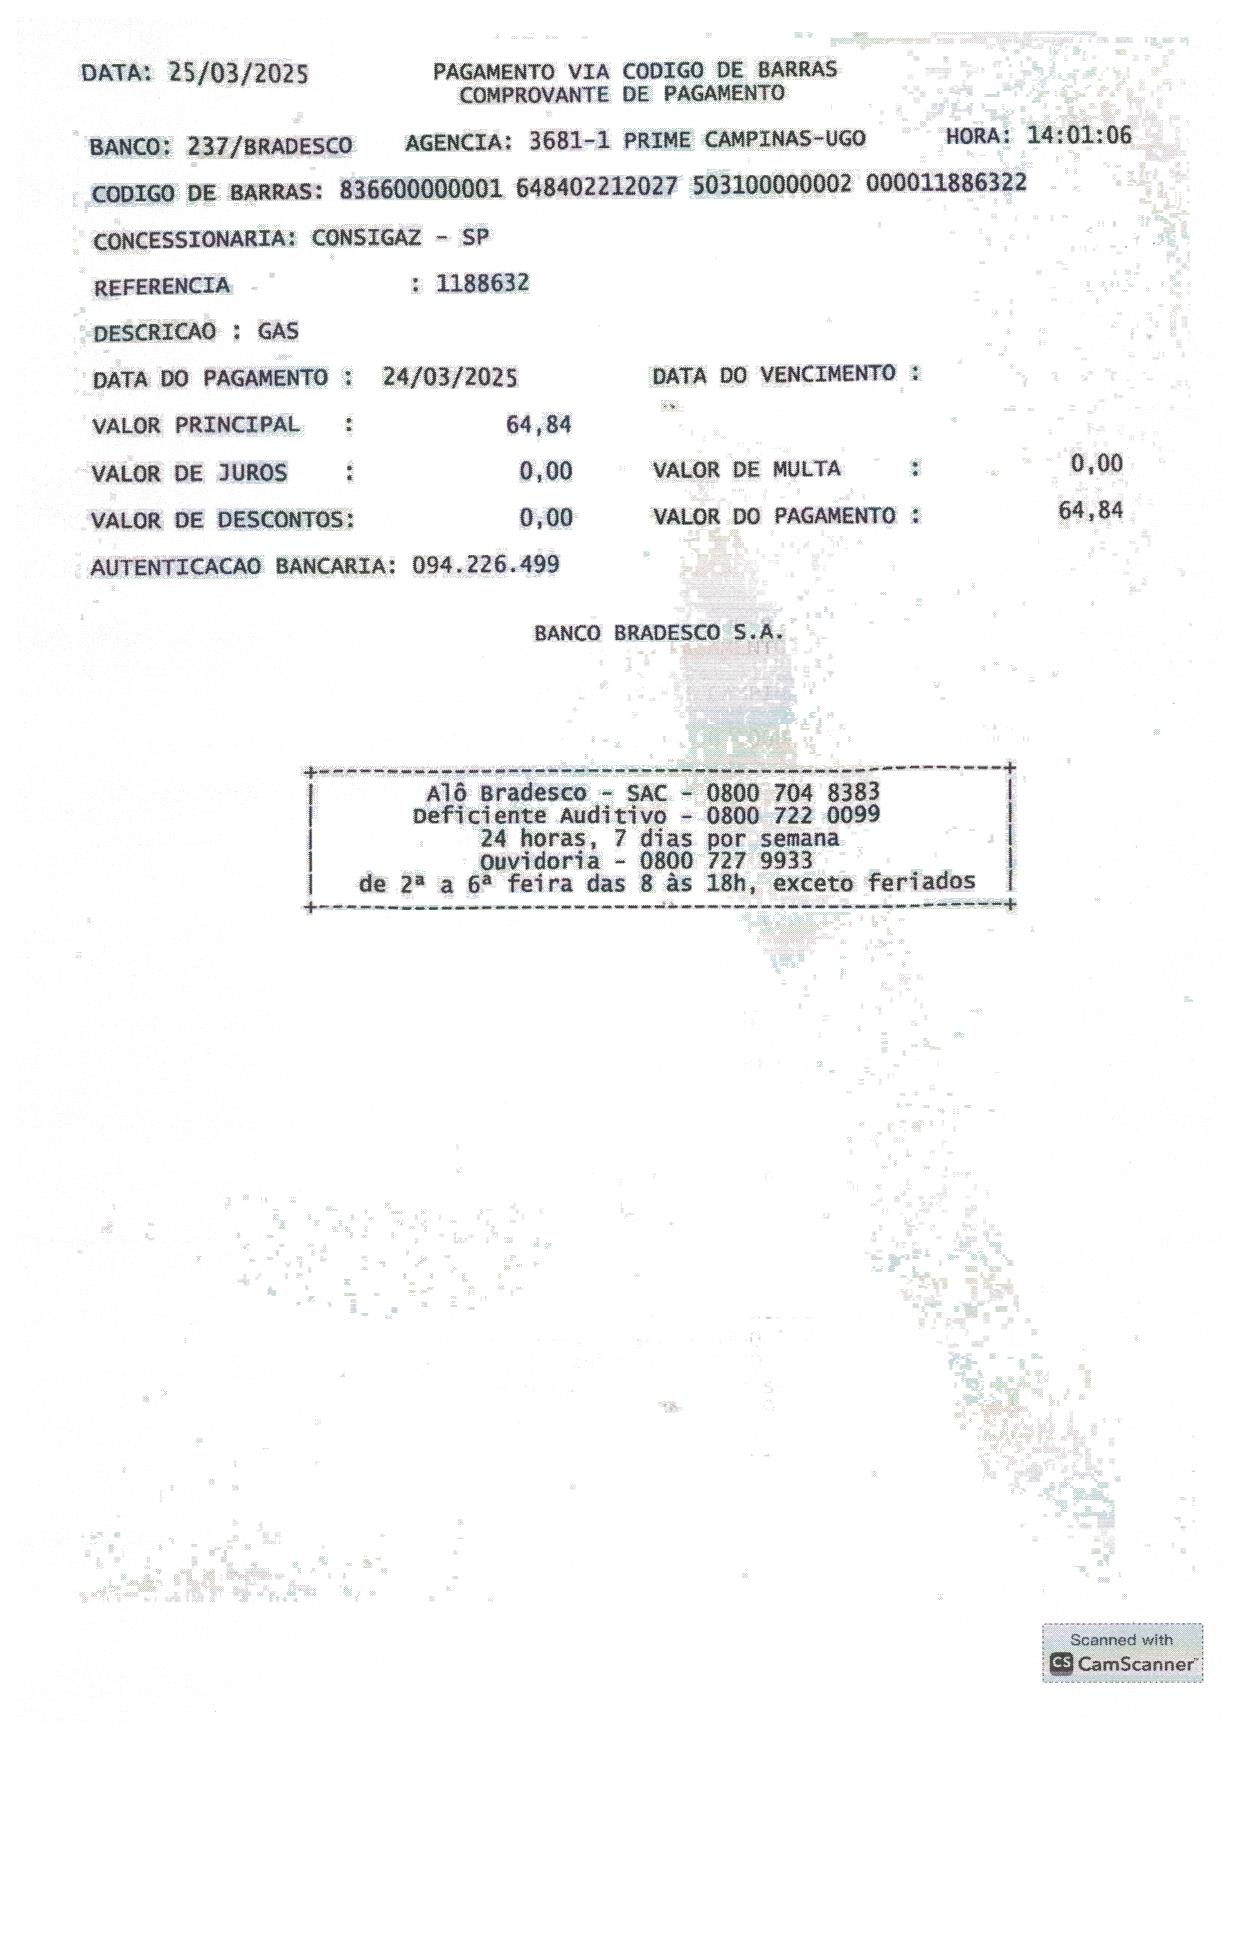 DATA: 25/03/2025 PAGAMENTO VIA CODIGO DE BARRAS
COMPROVANTE DE PAGAMENTO
BANCO: 237/BRADESCO AGENCIA: 3681-1 PRIME CAMPINAS-UGO HORA: 14:01:06
CODIGO DE BARRAS: 836600000001 648402212027 503100000002 000011886322
CONCESSIONARIA: CONSIGAZ - SP
REFERENCIA : 1188632
DESCRICAO : GAS
DATA DO PAGAMENTO : 24/03/2025 DATA DO VENCIMENTO :
VALOR PRINCIPAL : 64,84
VALOR DE JUROS : 0,00 VALOR DE MULTA : 0,00
VALOR DE DESCONTOS: 0,00 VALOR DO PAGAMENTO : 64,84
AUTENTICACAO BANCARIA: 094.226.499
BANCO BRADESCO S.A.
Alô Bradesco - SAC - 0800 704 8383
Deficiente Auditivo - 0800 722 0099
24 horas, 7 dias por semana
Ouvidoria - 0800 727 9933
de 2ª a 6ª feira das 8 às 18h, exceto feriados
Scanned with
CS CamScanner